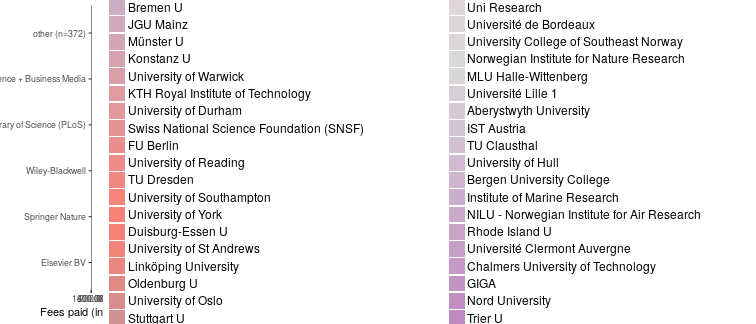 other (n=372)
ence + Business Media
rary of Science (PLoS)
Wiley-Blackwell
Springer Nature
Elsevier BV
Fees paid (in
Bremen U
JGU Mainz
Münster U
Konstanz U
University of Warwick
KTH Royal Institute of Technology
University of Durham
Swiss National Science Foundation (SNSF)
FU Berlin
University of Reading
TU Dresden
University of Southampton
University of York
Duisburg-Essen U
University of St Andrews
Linköping University
Oldenburg U
University of Oslo
Stuttgart U
Uni Research
Université de Bordeaux
University College of Southeast Norway
Norwegian Institute for Nature Research
MLU Halle-Wittenberg
Université Lille 1
Aberystwyth University
IST Austria
TU Clausthal
University of Hull
Bergen University College
Institute of Marine Research
NILU - Norwegian Institute for Air Research
Rhode Island U
Université Clermont Auvergne
Chalmers University of Technology
GIGA
Nord University
Trier U